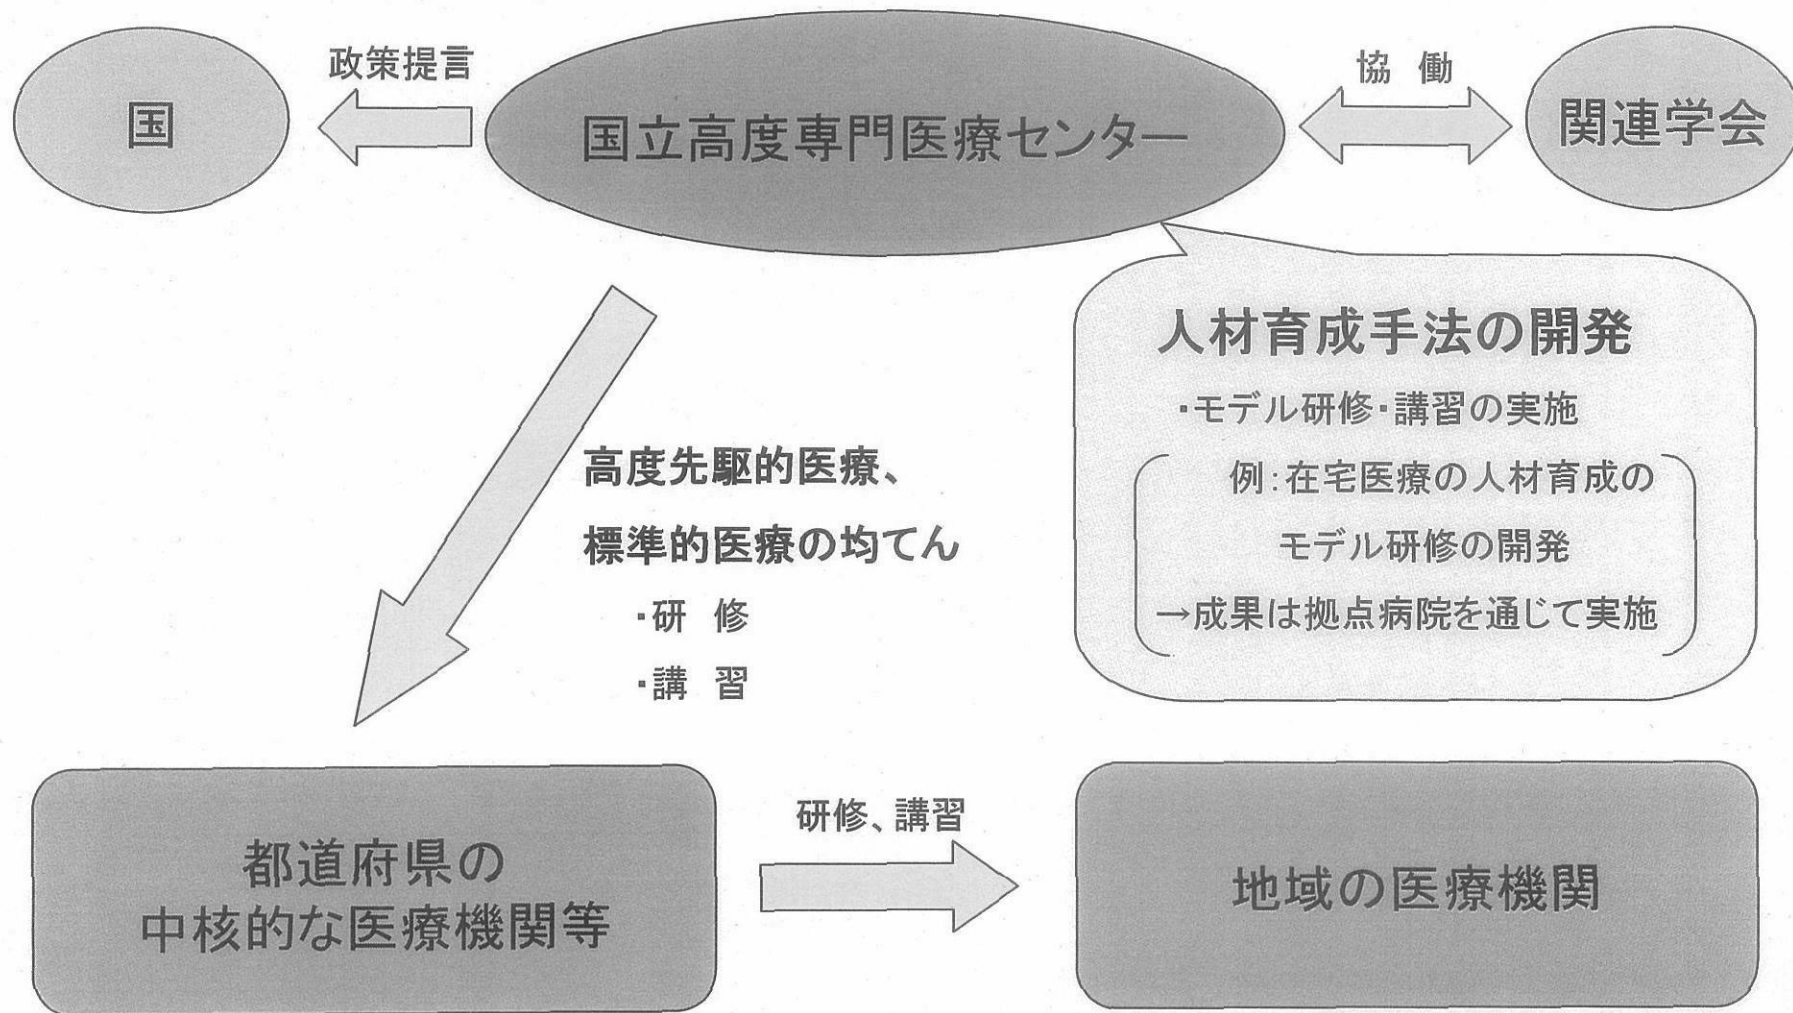 政策提言
協 働
国
国立高度専門医療センター
関連学会
人材育成手法の開発
・モデル研修・講習の実施
例:在宅医療の人材育成の
モデル研修の開発
→成果は拠点病院を通じて実施
高度先駆的医療、
標準的医療の均てん
・研 修
・講 習
都道府県の
中核的な医療機関等
研修、講習
地域の医療機関